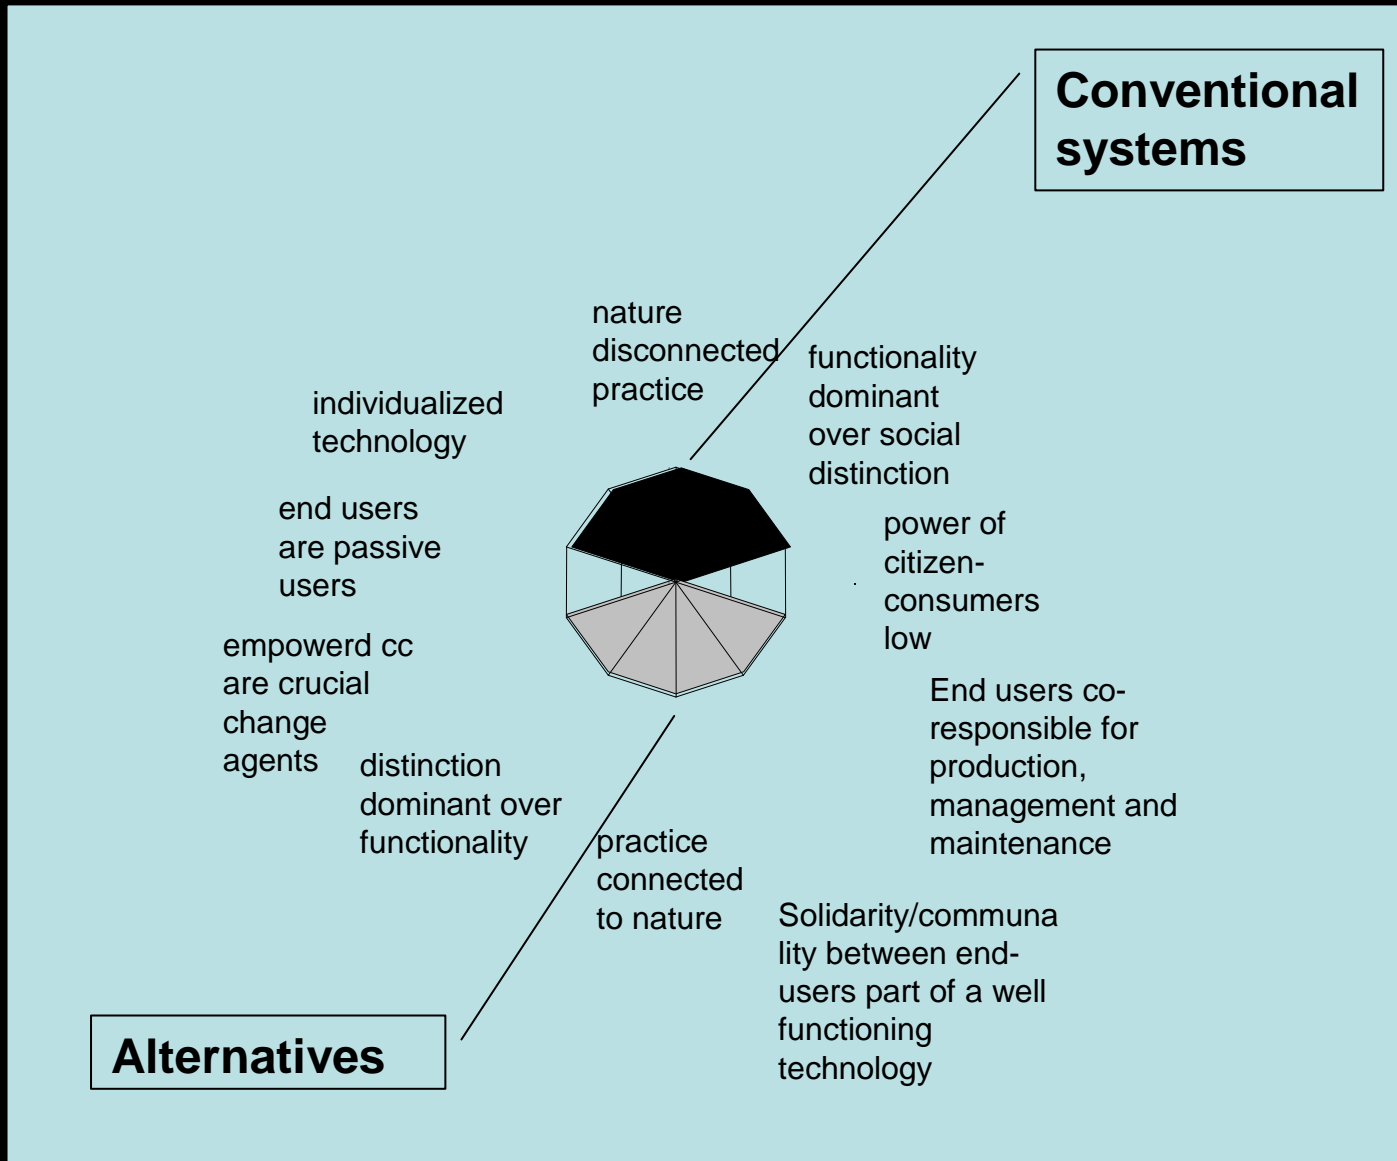 Conventional
systems
nature
disconnected
practice
functionality
dominant
over social
distinction
individualized
technology
end users
are passive
users
power of
citizen-
consumers
low
empowerd cc
are crucial
change
agents
End users co-
responsible for
production,
management and
maintenance
distinction
dominant over
functionality
practice
connected
to nature
Solidarity/communa
lity between end-
users part of a well
functioning
technology
Alternatives